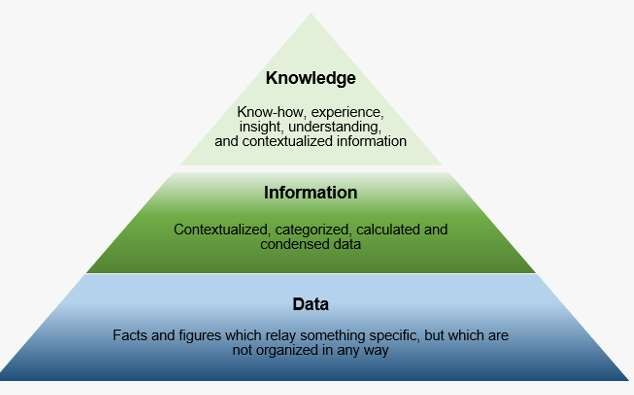 Knowledge
Know-how, experience,
insight, understanding,
and contextualized information
Information
Contextualized, categorized, calculated and
condensed data
Data
Facts and figures which relay something specific, but which are
not organized in any way